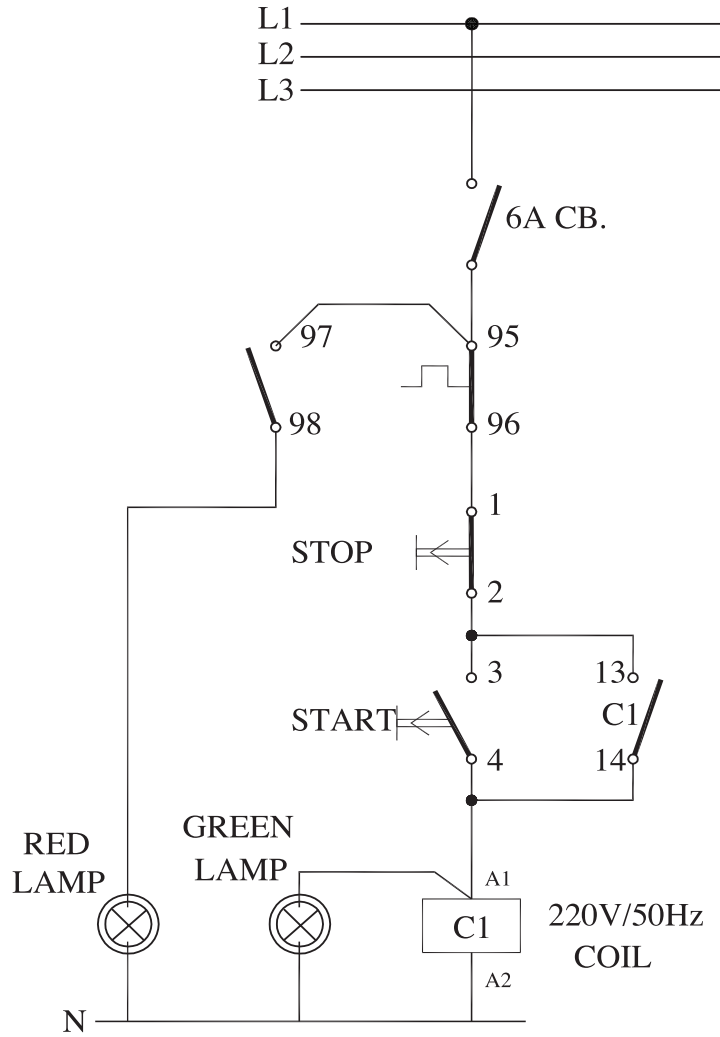 L1
L2
L3
6A CB.
97
95
98
96
1
STOP
2
3
13
START
C1
4
14
GREEN
LAMP
RED
LAMP
A1
C1
220V/50Hz
COIL
A2
N